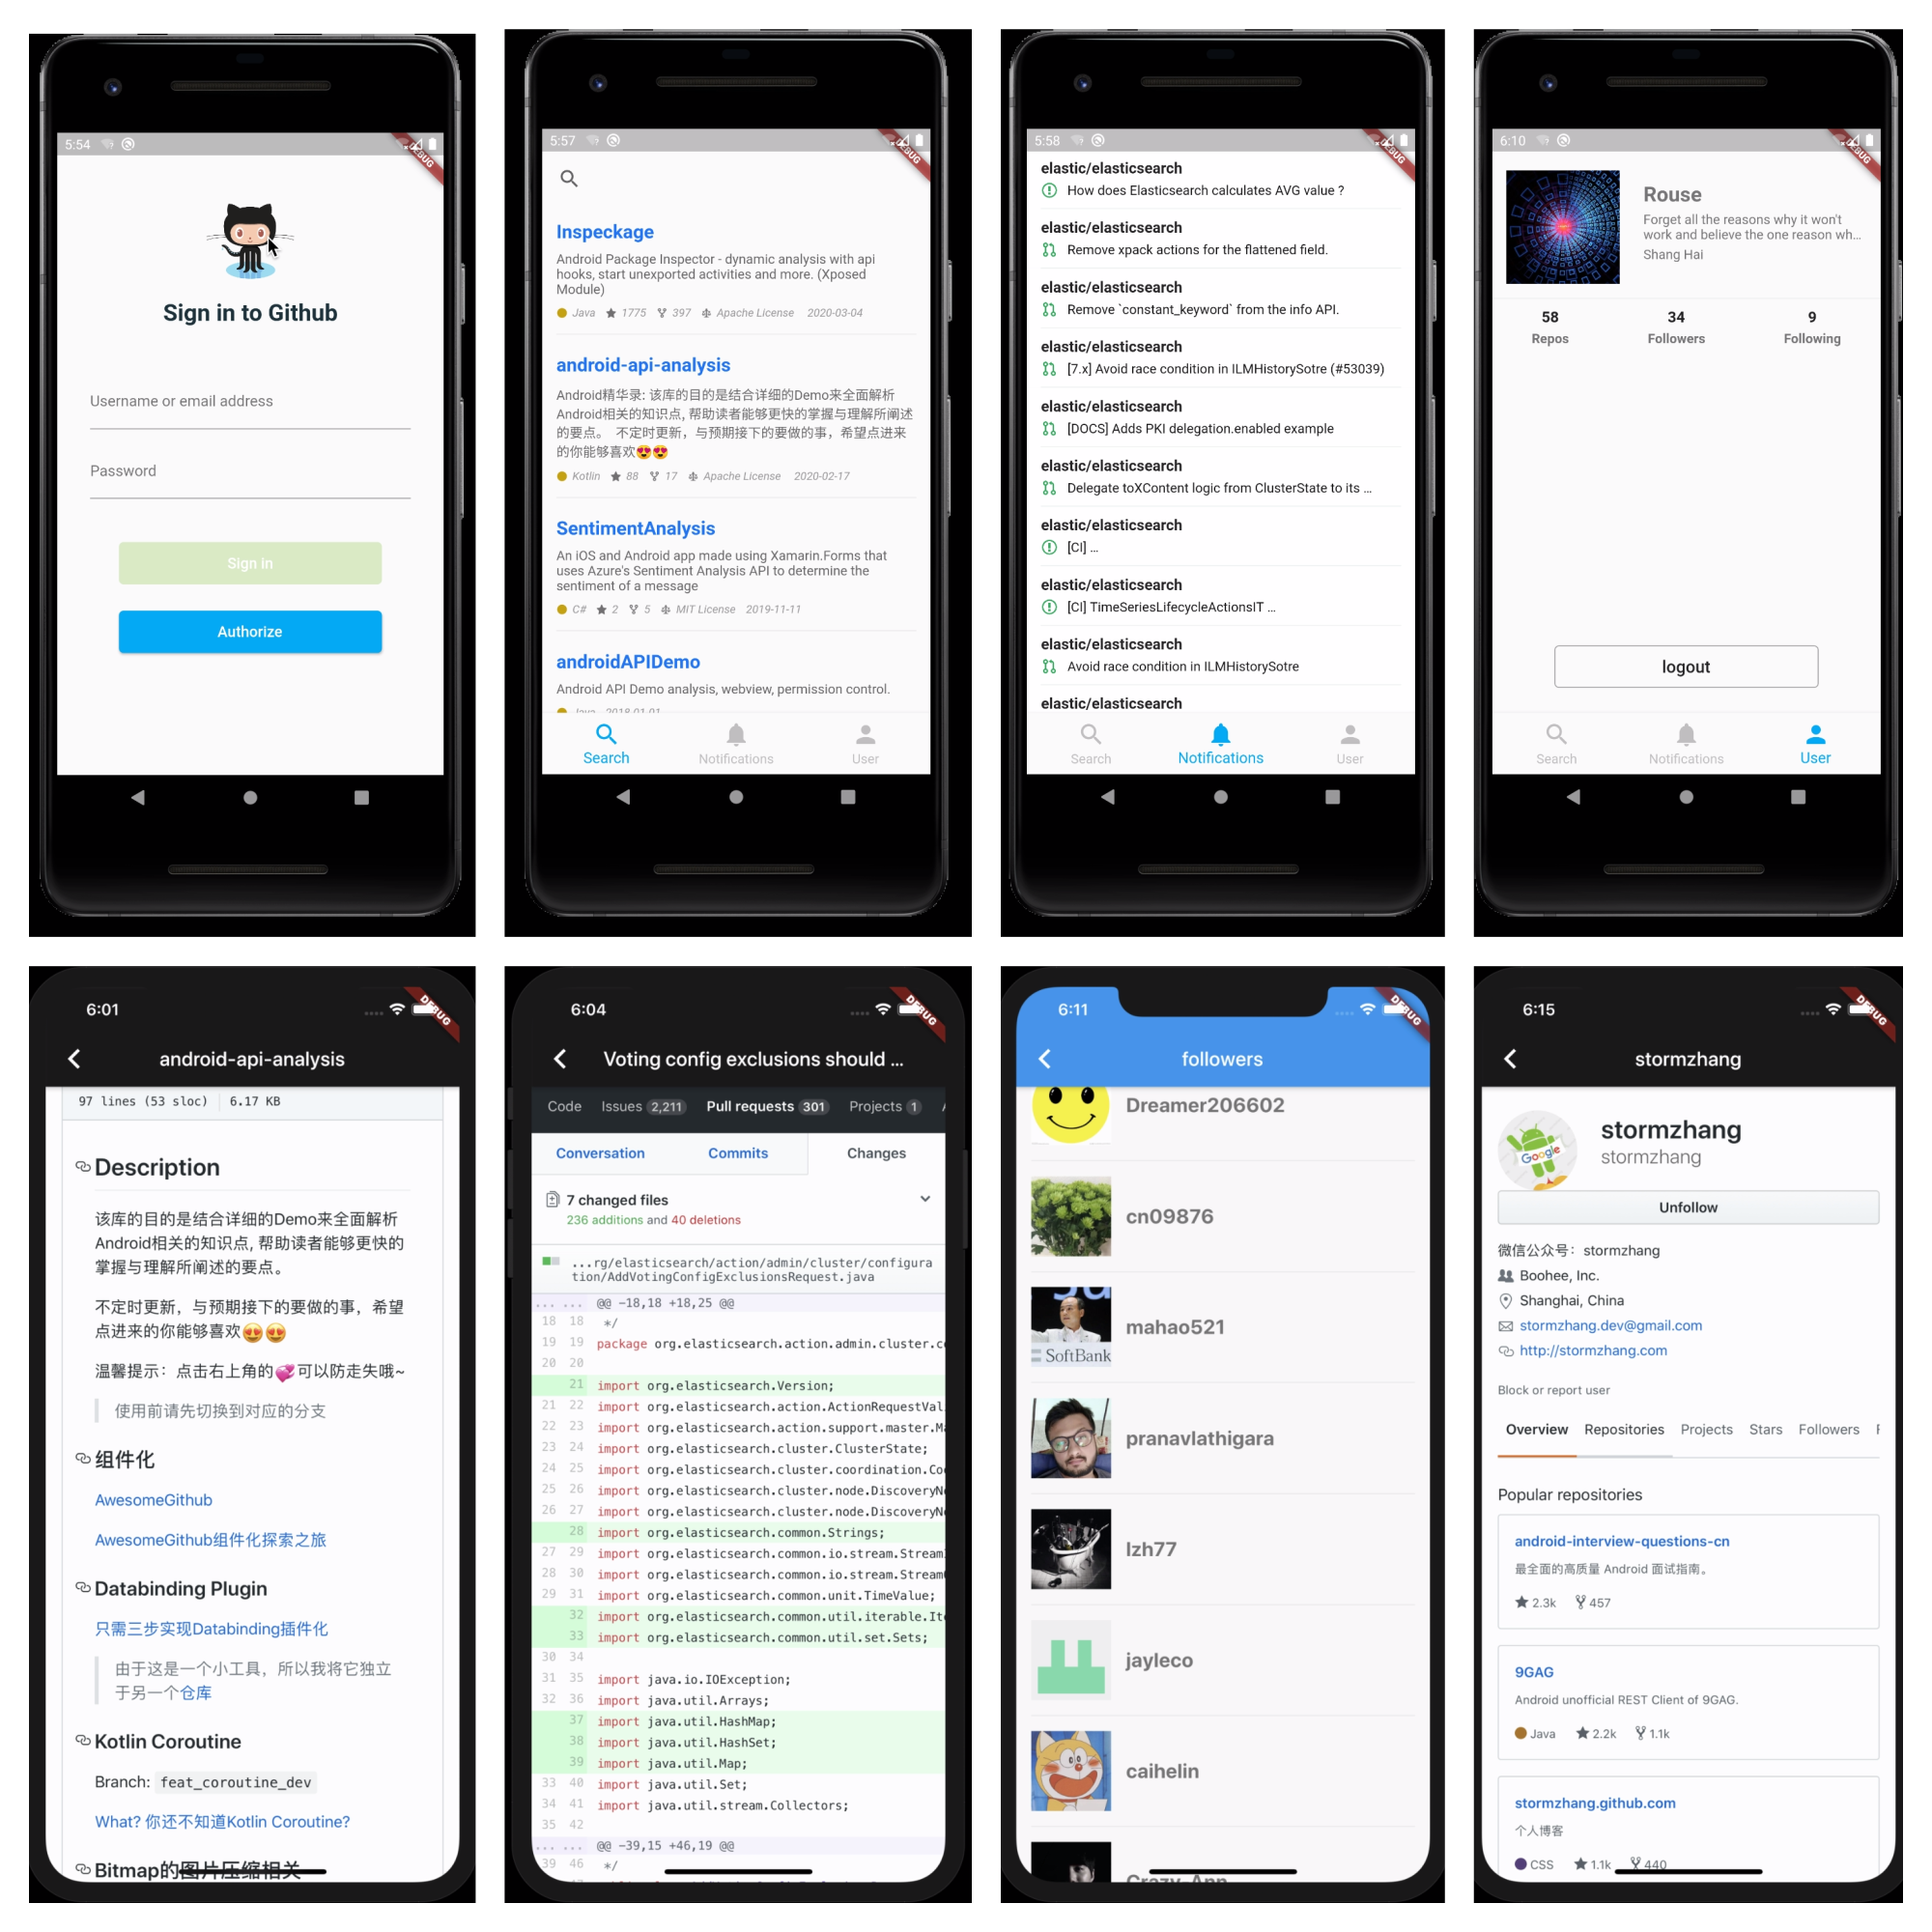 5:54
DEBUG
Sign in to Github
Username or email address
Password
Sign in
Authorize
5:57
DEBUG
Inspeckage
Android Package Inspector - dynamic analysis with api
hooks, start unexported activities and more. (Xposed
Module)
Java 1775 397 Apache License 2020-03-04
android-api-analysis
Android精华录: 该库的目的是结合详细的Demo来全面解析
Android相关的知识点, 帮助读者能够更快的掌握与理解所阐述
的要点。 不定时更新，与预期接下的要做的事，希望点进来
的你能够喜欢😍😍
Kotlin 88 17 Apache License 2020-02-17
SentimentAnalysis
An iOS and Android app made using Xamarin.Forms that
uses Azure's Sentiment Analysis API to determine the
sentiment of a message
C# 2 5 MIT License 2019-11-11
androidAPIDemo
Android API Demo analysis, webview, permission control.
Java 2018-01-01
Search Notifications User
5:58
DEBUG
elastic/elasticsearch
How does Elasticsearch calculates AVG value ?
elastic/elasticsearch
Remove xpack actions for the flattened field.
elastic/elasticsearch
Remove `constant_keyword` from the info API.
elastic/elasticsearch
[7.x] Avoid race condition in ILMHistorySotre (#53039)
elastic/elasticsearch
[DOCS] Adds PKI delegation.enabled example
elastic/elasticsearch
Delegate toXContent logic from ClusterState to its ...
elastic/elasticsearch
[CI] ...
elastic/elasticsearch
[CI] TimeSeriesLifecycleActionsIT ...
elastic/elasticsearch
Avoid race condition in ILMHistorySotre
elastic/elasticsearch
Search Notifications User
6:10
DEBUG
Rouse
Forget all the reasons why it won't
work and believe the one reason wh...
Shang Hai
58 34 9
Repos Followers Following
logout
Search Notifications User
6:01
DEBUG
android-api-analysis
97 lines (53 sloc) 6.17 KB
Description
该库的目的是结合详细的Demo来全面解析
Android相关的知识点, 帮助读者能够更快的
掌握与理解所阐述的要点。
不定时更新，与预期接下的要做的事，希望
点进来的你能够喜欢😍😍
温馨提示：点击右上角的💞可以防走失哦~
使用前请先切换到对应的分支
组件化
AwesomeGithub
AwesomeGithub组件化探索之旅
Databinding Plugin
只需三步实现Databinding插件化
由于这是一个小工具，所以我将它独立
于另一个仓库
Kotlin Coroutine
Branch: feat_coroutine_dev
What? 你还不知道Kotlin Coroutine?
Bitmap的图片压缩相关
6:04
DEBUG
Voting config exclusions should ...
Code Issues 2,211 Pull requests 301 Projects 1
Conversation Commits Changes
7 changed files
236 additions and 40 deletions
...rg/elasticsearch/action/admin/cluster/configura
tion/AddVotingConfigExclusionsRequest.java
... ... @@ -18,18 +18,25 @@
18 18 */
19 19 package org.elasticsearch.action.admin.cluster.c
20 20
21 import org.elasticsearch.Version;
21 22 import org.elasticsearch.action.ActionRequestVal
22 23 import org.elasticsearch.action.support.master.Ma
23 24 import org.elasticsearch.cluster.ClusterState;
24 25 import org.elasticsearch.cluster.coordination.Co
25 26 import org.elasticsearch.cluster.node.DiscoveryN
26 27 import org.elasticsearch.cluster.node.DiscoveryN
28 import org.elasticsearch.common.Strings;
27 29 import org.elasticsearch.common.io.stream.Stream
28 30 import org.elasticsearch.common.io.stream.Stream
29 31 import org.elasticsearch.common.unit.TimeValue;
32 import org.elasticsearch.common.util.iterable.Ite
33 import org.elasticsearch.common.util.set.Sets;
30 34
31 35 import java.io.IOException;
32 36 import java.util.Arrays;
37 import java.util.HashMap;
38 import java.util.HashSet;
39 import java.util.Map;
33 40 import java.util.Set;
34 41 import java.util.stream.Collectors;
35 42
... ... @@ -39,15 +46,19 @@
39 46 */
6:11
DEBUG
followers
Dreamer206602
cn09876
mahao521
SoftBank
pranavlathigara
lzh77
jayleco
caihelin
Crazy-App
6:15
DEBUG
stormzhang
Google
stormzhang
stormzhang
Unfollow
微信公众号：stormzhang
Boohee, Inc.
Shanghai, China
stormzhang.dev@gmail.com
http://stormzhang.com
Block or report user
Overview Repositories Projects Stars Followers
Popular repositories
android-interview-questions-cn
最全面的高质量 Android 面试指南。
2.3k 457
9GAG
Android unofficial REST Client of 9GAG.
Java 2.2k 1.1k
stormzhang.github.com
个人博客
CSS 1.1k 440